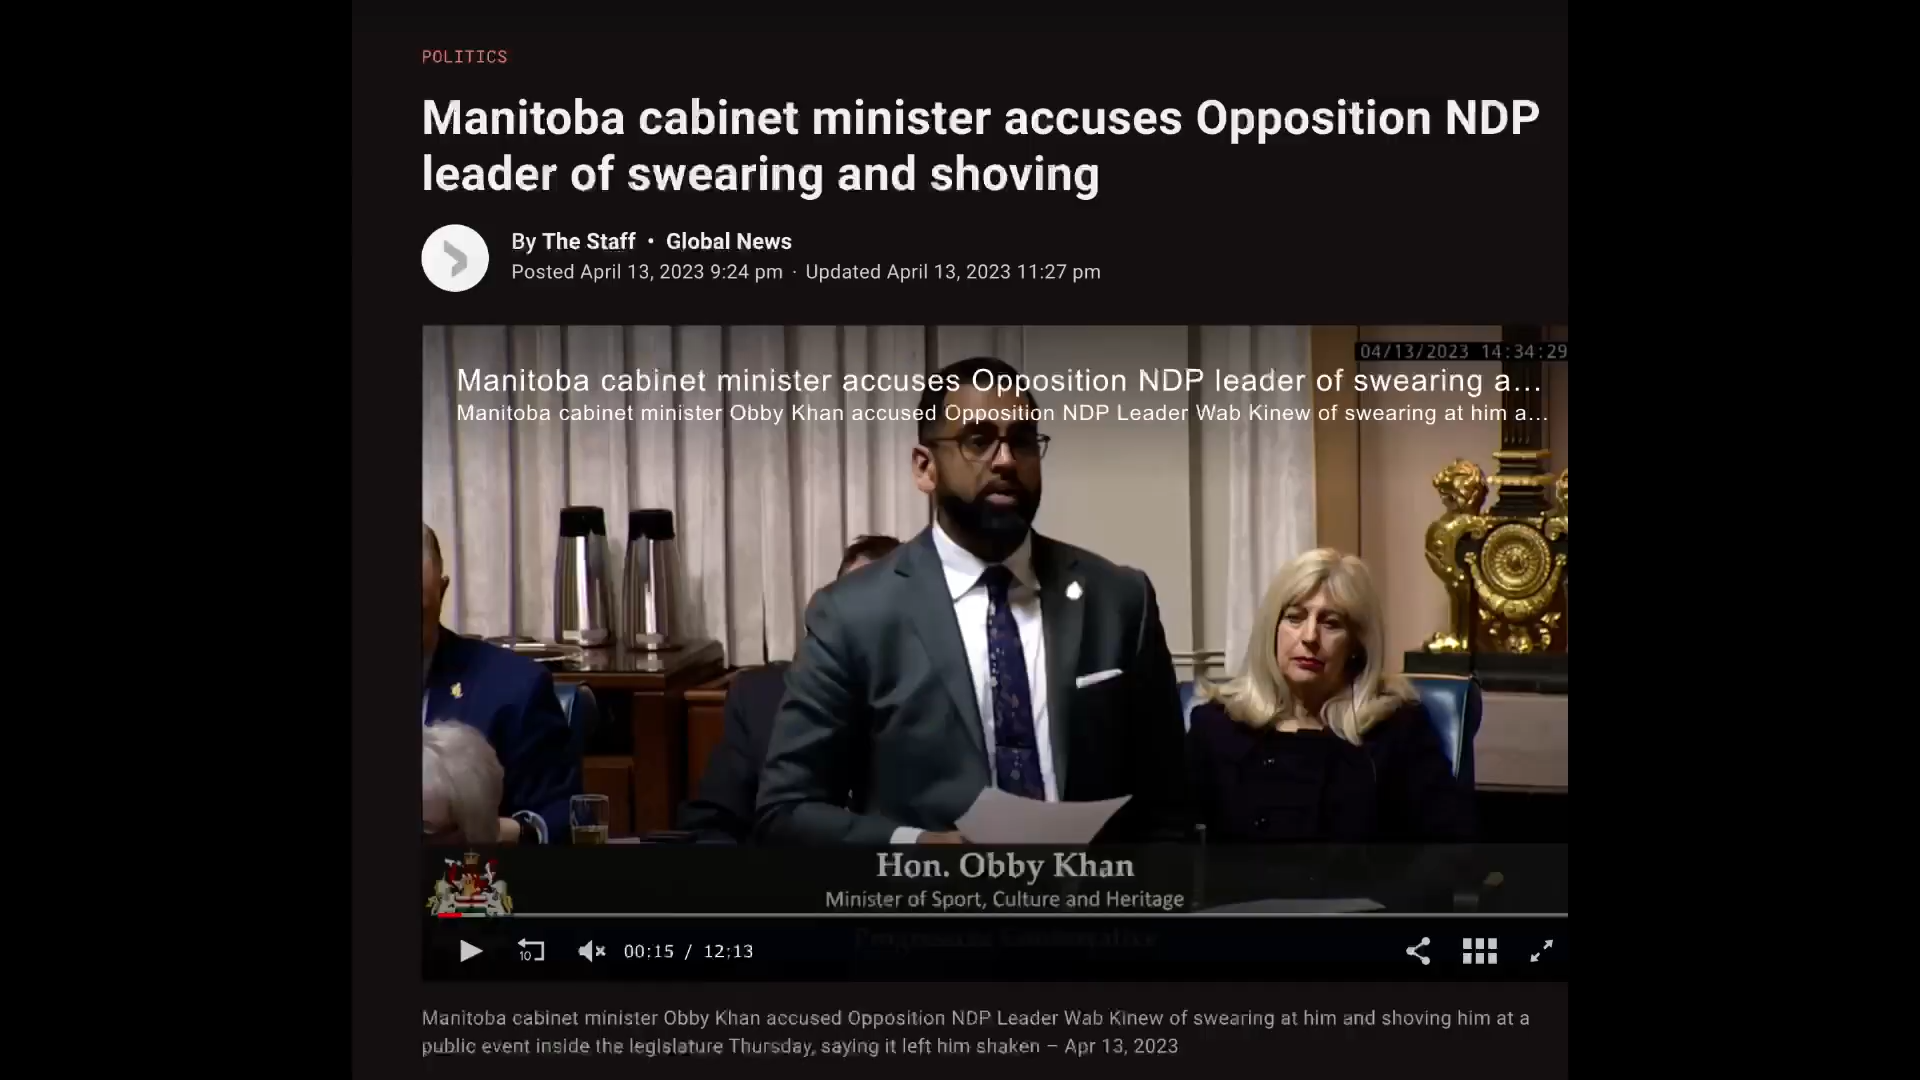 POLITICS
Manitoba cabinet minister accuses Opposition NDP
leader of swearing and shoving
By The Staff • Global News
Posted April 13, 2023 9:24 pm · Updated April 13, 2023 11:27 pm
04/13/2023 14:34:29
Manitoba cabinet minister accuses Opposition NDP leader of swearing a...
Manitoba cabinet minister Obby Khan accused Opposition NDP Leader Wab Kinew of swearing at him a...
Hon. Obby Khan
Minister of Sport, Culture and Heritage
10
00:15 / 12:13
Manitoba cabinet minister Obby Khan accused Opposition NDP Leader Wab Kinew of swearing at him and shoving him at a
public event inside the legislature Thursday, saying it left him shaken – Apr 13, 2023